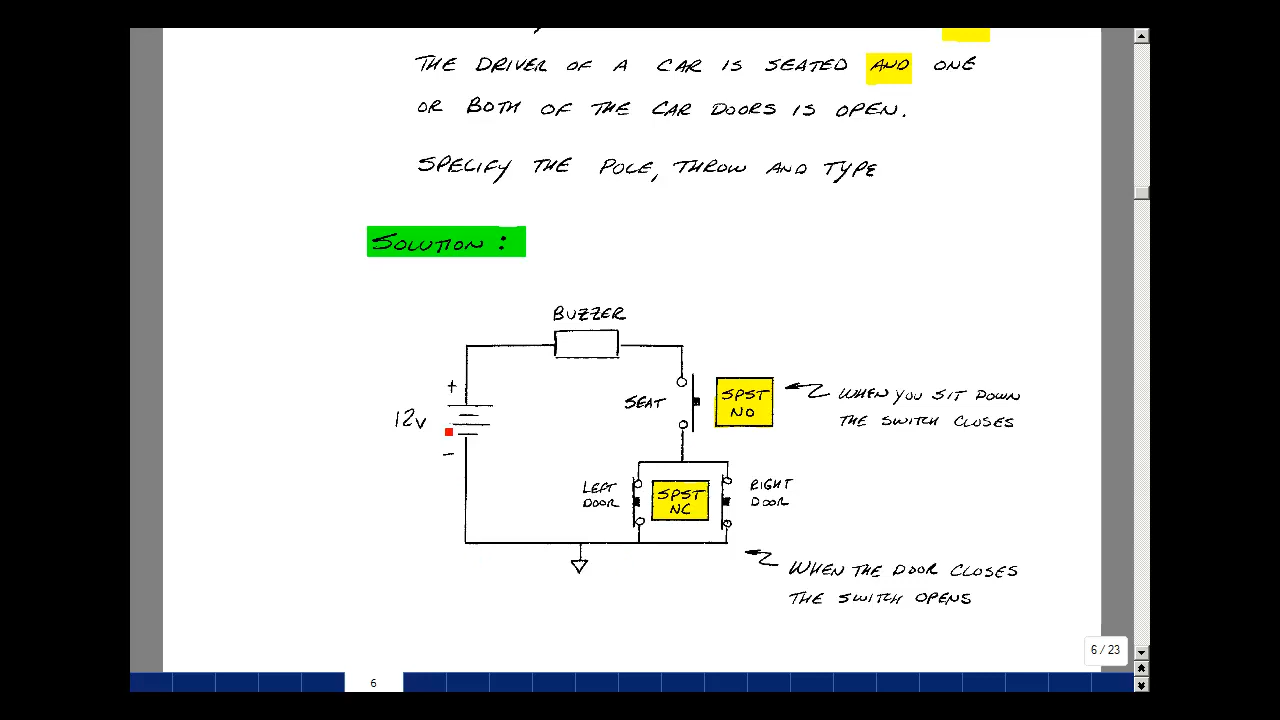 THE DRIVER OF A CAR IS SEATED AND ONE
OR BOTH OF THE CAR DOORS IS OPEN.
SPECIFY THE POLE, THROW AND TYPE
SOLUTION :
BUZZER
+
12V
-
SEAT
SPST
NO
WHEN YOU SIT DOWN
THE SWITCH CLOSES
LEFT
DOOR
SPST
NC
RIGHT
DOOR
WHEN THE DOOR CLOSES
THE SWITCH OPENS
6 / 23
6